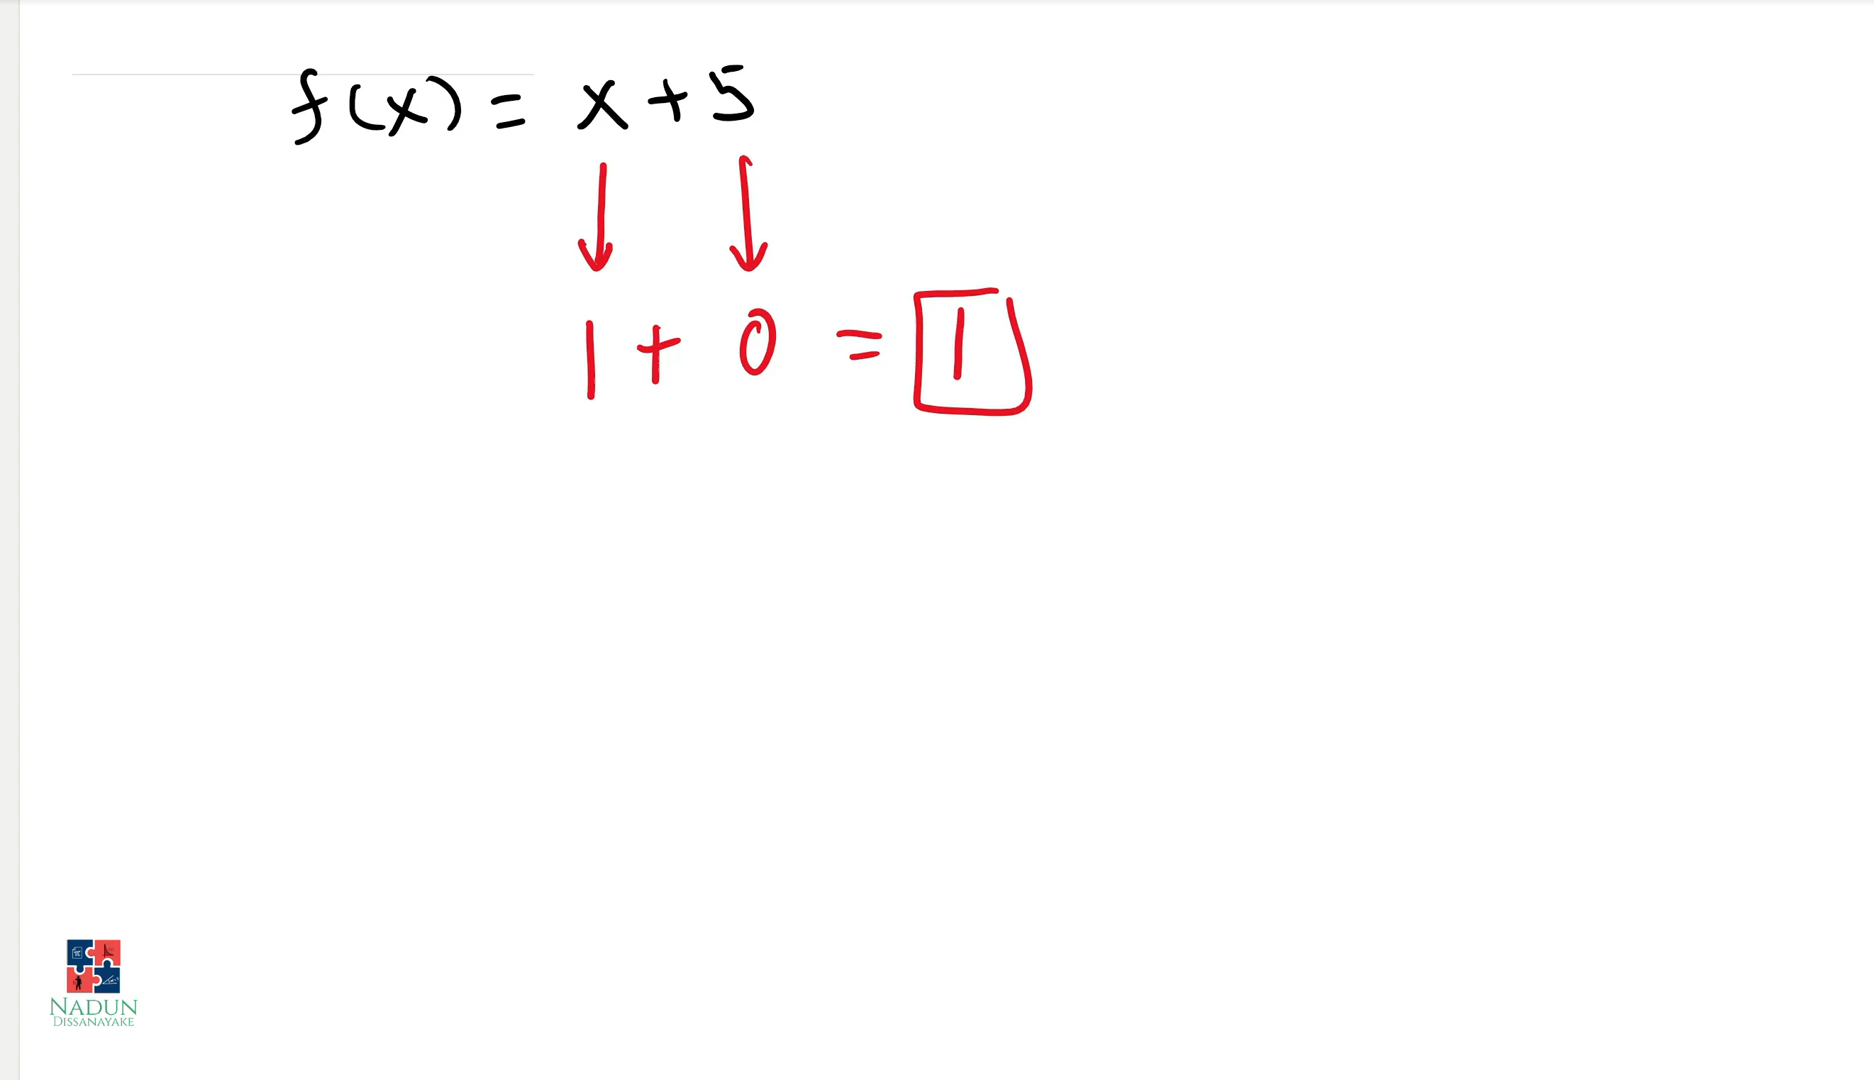 f(x) = x + 5
1 + 0 = 1
NADUN
DISSANAYAKE